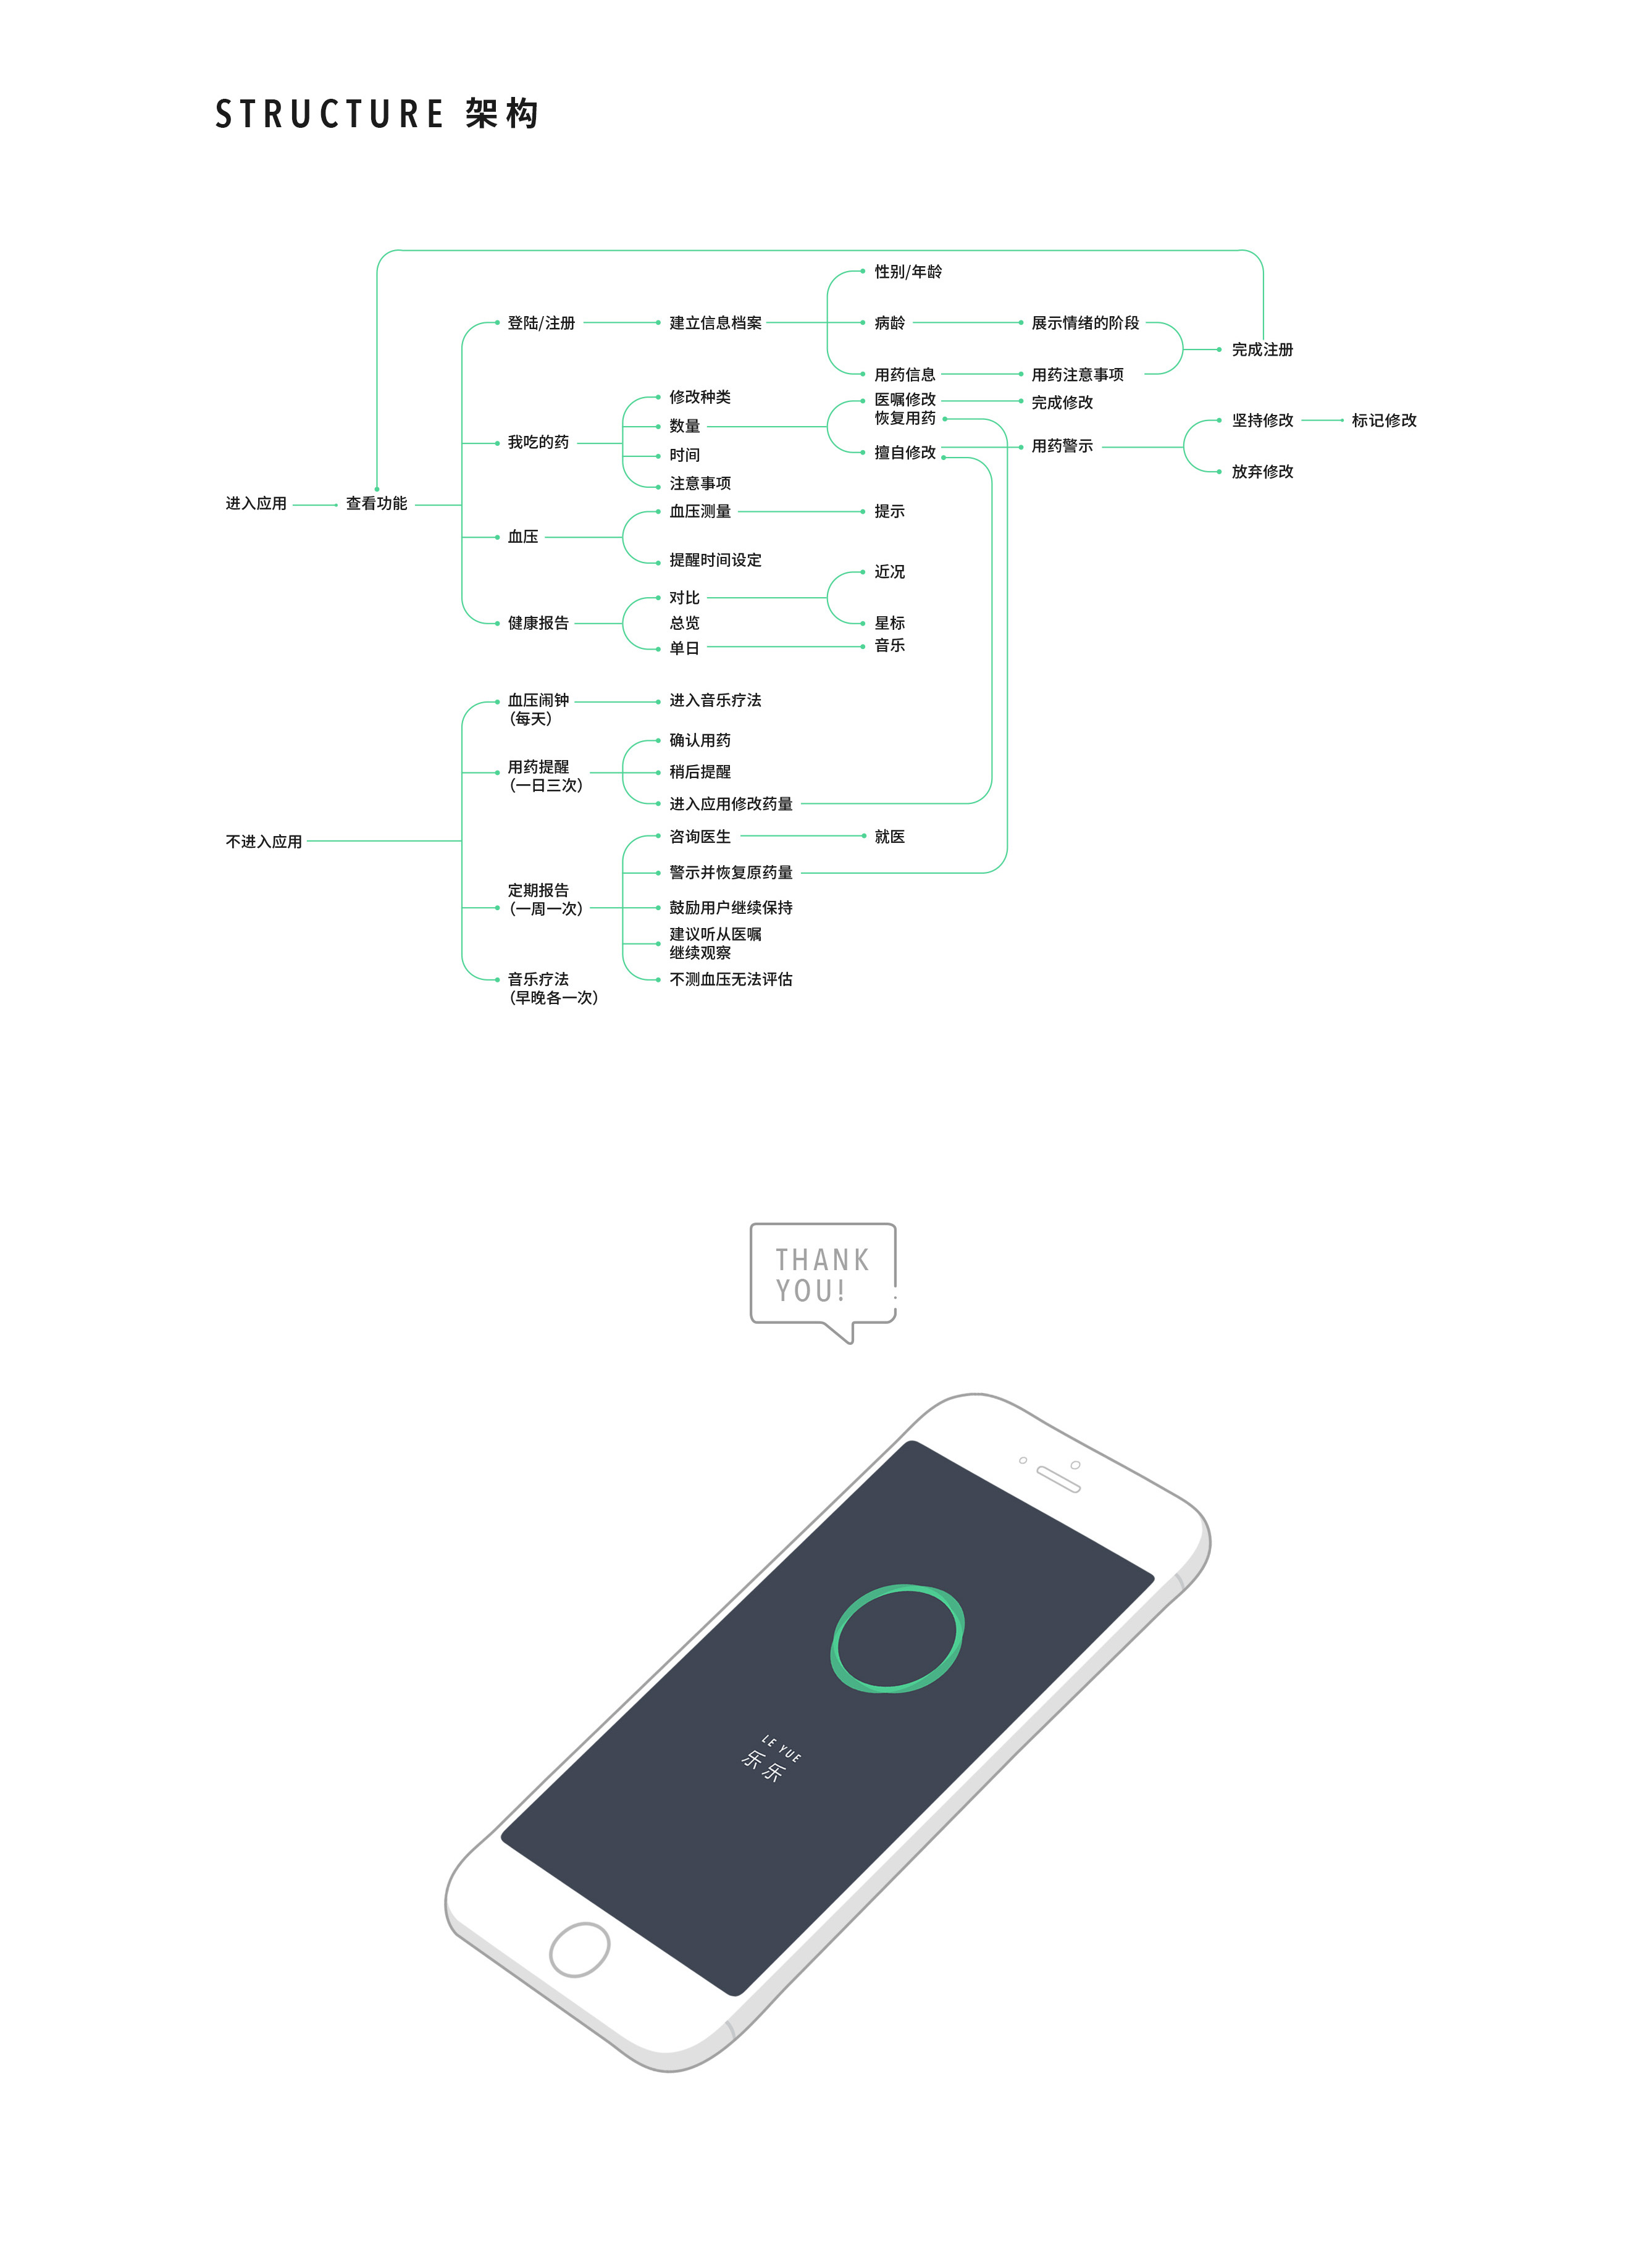 STRUCTURE 架构
性别/年龄
登陆/注册
建立信息档案
病龄
展示情绪的阶段
完成注册
用药信息
用药注意事项
修改种类
医嘱修改
完成修改
恢复用药
数量
坚持修改
标记修改
我吃的药
时间
擅自修改
用药警示
放弃修改
注意事项
进入应用
查看功能
血压测量
提示
血压
提醒时间设定
近况
对比
健康报告
总览
星标
单日
音乐
血压闹钟
(每天)
进入音乐疗法
确认用药
用药提醒
(一日三次)
稍后提醒
进入应用修改药量
不进入应用
咨询医生
就医
警示并恢复原药量
定期报告
(一周一次)
鼓励用户继续保持
建议听从医嘱
继续观察
音乐疗法
(早晚各一次)
不测血压无法评估
THANK
YOU!
LE YUE
乐乐